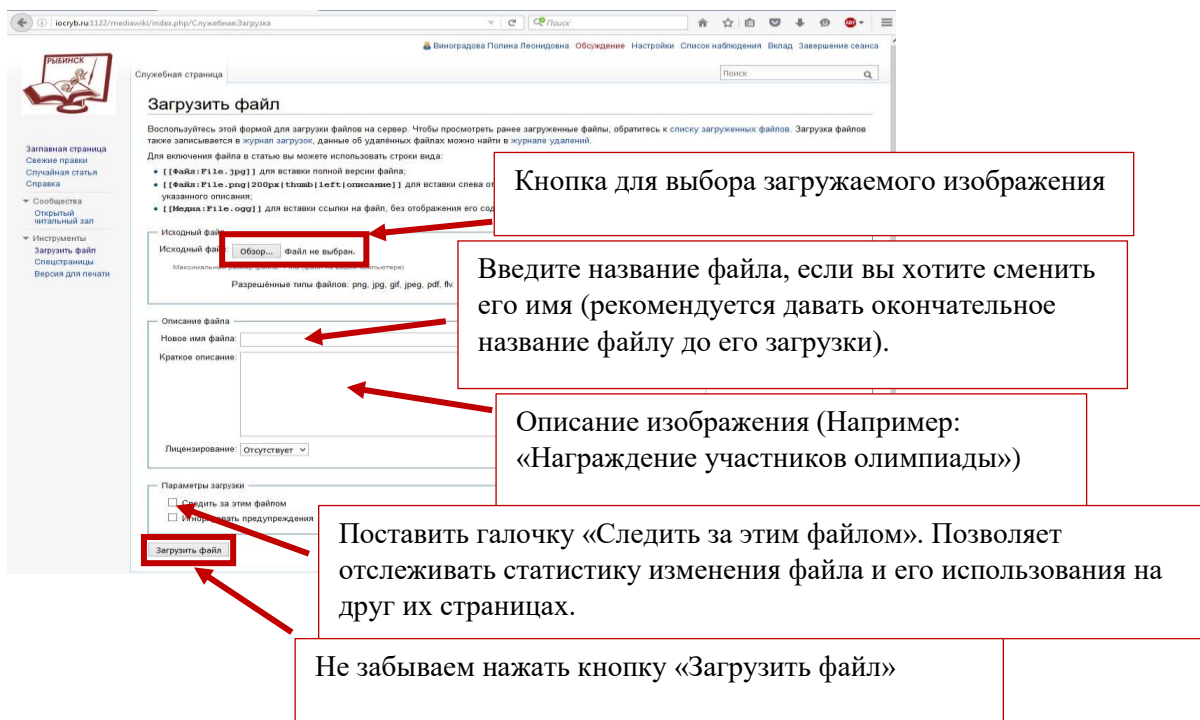 iocryb.ru:1122/mediawiki/index.php/Служебная:Загрузка
Поиск
Виноградова Полина Леонидовна Обсуждение Настройки Список наблюдения Вклад Завершение сеанса
РЫБИНСК
Служебная страница
Поиск
Загрузить файл
Воспользуйтесь этой формой для загрузки файлов на сервер. Чтобы просмотреть ранее загруженные файлы, обратитесь к списку загруженных файлов. Загрузка файлов
также записывается в журнал загрузок, данные об удалённых файлах можно найти в журнале удалений.
Для включения файла в статью вы можете использовать строки вида:
[[Файл:File.jpg]] для вставки полной версии файла;
[[Файл:File.png|200px|thumb|left|описание]] для вставки слева от
указанного описания;
[[Медиа:File.ogg]] для вставки ссылки на файл, без отображения его
Заглавная страница
Свежие правки
Случайная статья
Справка
Сообщества
Открытый
читальный зал
Инструменты
Загрузить файл
Спецстраницы
Версия для печати
Кнопка для выбора загружаемого изображения
Исходный файл
Исходный файл: Обзор... Файл не выбран.
Разрешённые типы файлов: png, jpg, gif, jpeg, pdf, flv.
Введите название файла, если вы хотите сменить
его имя (рекомендуется давать окончательное
название файлу до его загрузки).
Описание файла
Новое имя файла:
Краткое описание:
Описание изображения (Например:
«Награждение участников олимпиады»)
Лицензирование: Отсутствует
Параметры загрузки
Следить за этим файлом
Игнорировать предупреждения
Поставить галочку «Следить за этим файлом». Позволяет
отслеживать статистику изменения файла и его использования на
друг их страницах.
Загрузить файл
Не забываем нажать кнопку «Загрузить файл»